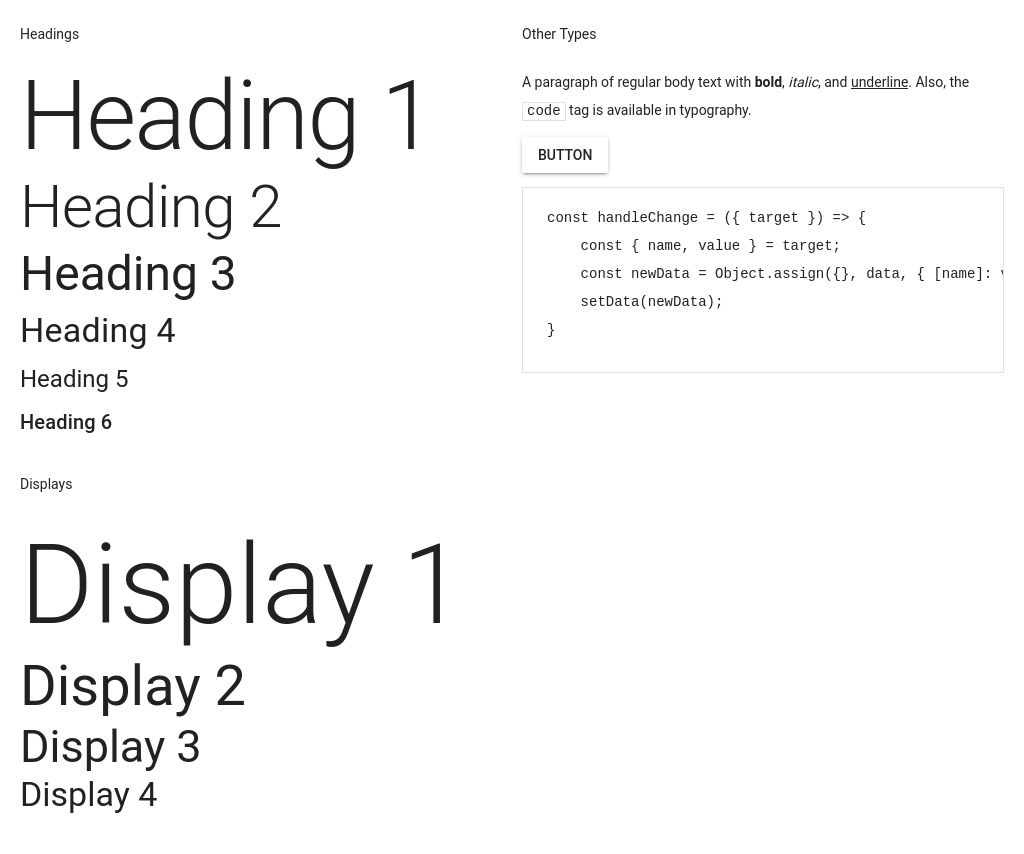 Headings
Heading 1
Heading 2
Heading 3
Heading 4
Heading 5
Heading 6
Displays
Display 1
Display 2
Display 3
Display 4
Other Types
A paragraph of regular body text with bold, italic, and underline. Also, the
code tag is available in typography.
BUTTON
const handleChange = ({ target }) => {
    const { name, value } = target;
    const newData = Object.assign({}, data, { [name]:
    setData(newData);
}